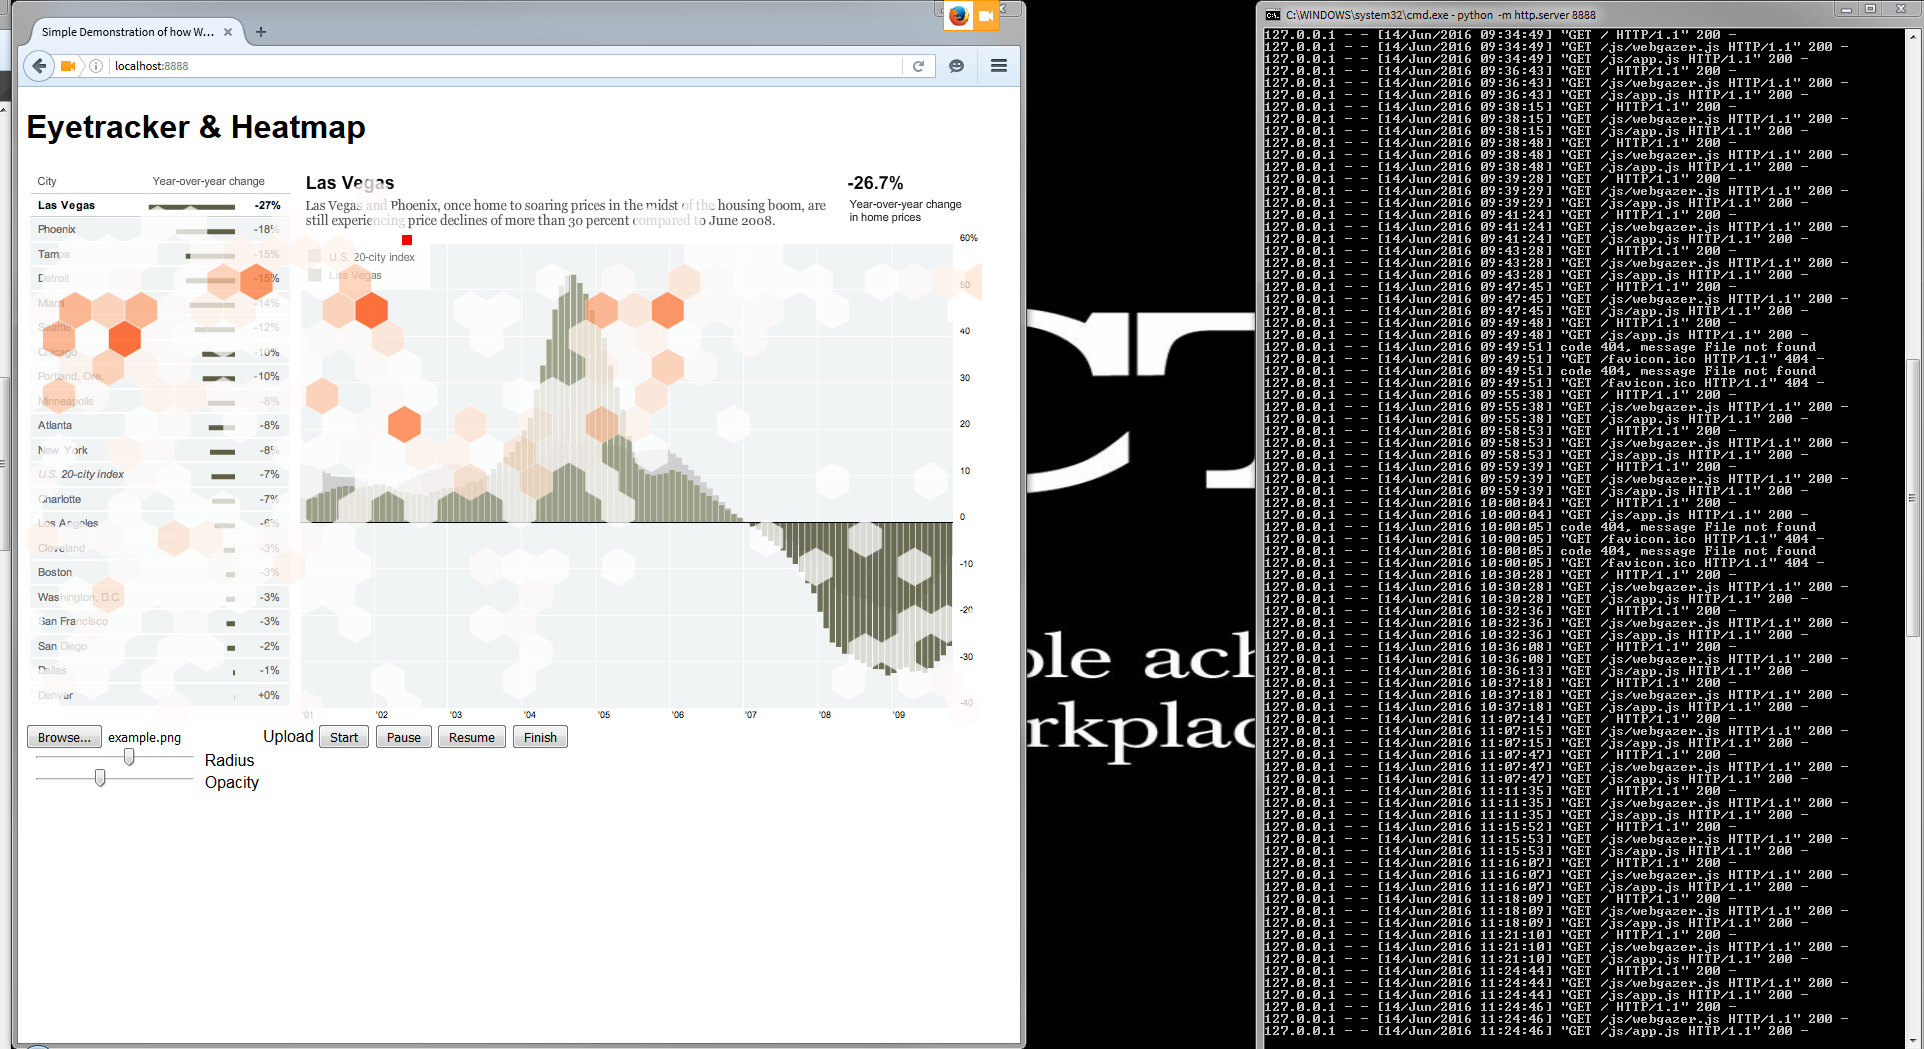 Simple Demonstration of how W...
localhost:8888
Eyetracker & Heatmap
City Year-over-year change
Las Vegas -27%
Phoenix -18%
Tampa -15%
Detroit -15%
Miami -14%
Seattle -12%
Chicago -10%
Portland, Ore. -10%
Minneapolis -8%
Atlanta -8%
New York -8%
U.S. 20-city index -7%
Charlotte -7%
Los Angeles -6%
Cleveland -3%
Boston -3%
Washington, D.C. -3%
San Francisco -3%
San Diego -2%
Dallas -1%
Denver +0%
Las Vegas
Las Vegas and Phoenix, once home to soaring prices in the midst of the housing boom, are
still experiencing price declines of more than 30 percent compared to June 2008.
-26.7%
Year-over-year change
in home prices
U.S. 20-city index
Las Vegas
60%
50
40
30
20
10
0
-10
-20
-30
-40
'01 '02 '03 '04 '05 '06 '07 '08 '09
Browse... example.png Upload Start Pause Resume Finish
Radius
Opacity
CT
ple ach
rkplac
C:\WINDOWS\system32\cmd.exe - python -m http.server 8888
127.0.0.1 - - [14/Jun/2016 09:34:49] "GET / HTTP/1.1" 200 -
127.0.0.1 - - [14/Jun/2016 09:34:49] "GET /js/webgazer.js HTTP/1.1" 200 -
127.0.0.1 - - [14/Jun/2016 09:34:49] "GET /js/app.js HTTP/1.1" 200 -
127.0.0.1 - - [14/Jun/2016 09:36:43] "GET / HTTP/1.1" 200 -
127.0.0.1 - - [14/Jun/2016 09:36:43] "GET /js/webgazer.js HTTP/1.1" 200 -
127.0.0.1 - - [14/Jun/2016 09:36:43] "GET /js/app.js HTTP/1.1" 200 -
127.0.0.1 - - [14/Jun/2016 09:38:15] "GET / HTTP/1.1" 200 -
127.0.0.1 - - [14/Jun/2016 09:38:15] "GET /js/webgazer.js HTTP/1.1" 200 -
127.0.0.1 - - [14/Jun/2016 09:38:15] "GET /js/app.js HTTP/1.1" 200 -
127.0.0.1 - - [14/Jun/2016 09:38:48] "GET / HTTP/1.1" 200 -
127.0.0.1 - - [14/Jun/2016 09:38:48] "GET /js/webgazer.js HTTP/1.1" 200 -
127.0.0.1 - - [14/Jun/2016 09:38:48] "GET /js/app.js HTTP/1.1" 200 -
127.0.0.1 - - [14/Jun/2016 09:39:28] "GET / HTTP/1.1" 200 -
127.0.0.1 - - [14/Jun/2016 09:39:29] "GET /js/webgazer.js HTTP/1.1" 200 -
127.0.0.1 - - [14/Jun/2016 09:39:29] "GET /js/app.js HTTP/1.1" 200 -
127.0.0.1 - - [14/Jun/2016 09:41:24] "GET / HTTP/1.1" 200 -
127.0.0.1 - - [14/Jun/2016 09:41:24] "GET /js/webgazer.js HTTP/1.1" 200 -
127.0.0.1 - - [14/Jun/2016 09:41:24] "GET /js/app.js HTTP/1.1" 200 -
127.0.0.1 - - [14/Jun/2016 09:43:28] "GET / HTTP/1.1" 200 -
127.0.0.1 - - [14/Jun/2016 09:43:28] "GET /js/webgazer.js HTTP/1.1" 200 -
127.0.0.1 - - [14/Jun/2016 09:43:28] "GET /js/app.js HTTP/1.1" 200 -
127.0.0.1 - - [14/Jun/2016 09:47:45] "GET / HTTP/1.1" 200 -
127.0.0.1 - - [14/Jun/2016 09:47:45] "GET /js/webgazer.js HTTP/1.1" 200 -
127.0.0.1 - - [14/Jun/2016 09:47:45] "GET /js/app.js HTTP/1.1" 200 -
127.0.0.1 - - [14/Jun/2016 09:49:48] "GET / HTTP/1.1" 200 -
127.0.0.1 - - [14/Jun/2016 09:49:48] "GET /js/app.js HTTP/1.1" 200 -
127.0.0.1 - - [14/Jun/2016 09:49:51] code 404, message File not found
127.0.0.1 - - [14/Jun/2016 09:49:51] "GET /favicon.ico HTTP/1.1" 404 -
127.0.0.1 - - [14/Jun/2016 09:49:51] code 404, message File not found
127.0.0.1 - - [14/Jun/2016 09:49:51] "GET /favicon.ico HTTP/1.1" 404 -
127.0.0.1 - - [14/Jun/2016 09:55:38] "GET / HTTP/1.1" 200 -
127.0.0.1 - - [14/Jun/2016 09:55:38] "GET /js/webgazer.js HTTP/1.1" 200 -
127.0.0.1 - - [14/Jun/2016 09:55:38] "GET /js/app.js HTTP/1.1" 200 -
127.0.0.1 - - [14/Jun/2016 09:58:53] "GET / HTTP/1.1" 200 -
127.0.0.1 - - [14/Jun/2016 09:58:53] "GET /js/webgazer.js HTTP/1.1" 200 -
127.0.0.1 - - [14/Jun/2016 09:58:53] "GET /js/app.js HTTP/1.1" 200 -
127.0.0.1 - - [14/Jun/2016 09:59:39] "GET / HTTP/1.1" 200 -
127.0.0.1 - - [14/Jun/2016 09:59:39] "GET /js/webgazer.js HTTP/1.1" 200 -
127.0.0.1 - - [14/Jun/2016 09:59:39] "GET /js/app.js HTTP/1.1" 200 -
127.0.0.1 - - [14/Jun/2016 10:00:04] "GET / HTTP/1.1" 200 -
127.0.0.1 - - [14/Jun/2016 10:00:04] "GET /js/app.js HTTP/1.1" 200 -
127.0.0.1 - - [14/Jun/2016 10:00:05] code 404, message File not found
127.0.0.1 - - [14/Jun/2016 10:00:05] "GET /favicon.ico HTTP/1.1" 404 -
127.0.0.1 - - [14/Jun/2016 10:00:05] code 404, message File not found
127.0.0.1 - - [14/Jun/2016 10:00:05] "GET /favicon.ico HTTP/1.1" 404 -
127.0.0.1 - - [14/Jun/2016 10:30:28] "GET / HTTP/1.1" 200 -
127.0.0.1 - - [14/Jun/2016 10:30:28] "GET /js/webgazer.js HTTP/1.1" 200 -
127.0.0.1 - - [14/Jun/2016 10:30:28] "GET /js/app.js HTTP/1.1" 200 -
127.0.0.1 - - [14/Jun/2016 10:32:36] "GET / HTTP/1.1" 200 -
127.0.0.1 - - [14/Jun/2016 10:32:36] "GET /js/webgazer.js HTTP/1.1" 200 -
127.0.0.1 - - [14/Jun/2016 10:32:36] "GET /js/app.js HTTP/1.1" 200 -
127.0.0.1 - - [14/Jun/2016 10:36:08] "GET / HTTP/1.1" 200 -
127.0.0.1 - - [14/Jun/2016 10:36:08] "GET /js/webgazer.js HTTP/1.1" 200 -
127.0.0.1 - - [14/Jun/2016 10:36:13] "GET /js/app.js HTTP/1.1" 200 -
127.0.0.1 - - [14/Jun/2016 10:37:18] "GET / HTTP/1.1" 200 -
127.0.0.1 - - [14/Jun/2016 10:37:18] "GET /js/webgazer.js HTTP/1.1" 200 -
127.0.0.1 - - [14/Jun/2016 10:37:18] "GET /js/app.js HTTP/1.1" 200 -
127.0.0.1 - - [14/Jun/2016 11:07:14] "GET / HTTP/1.1" 200 -
127.0.0.1 - - [14/Jun/2016 11:07:15] "GET /js/webgazer.js HTTP/1.1" 200 -
127.0.0.1 - - [14/Jun/2016 11:07:15] "GET /js/app.js HTTP/1.1" 200 -
127.0.0.1 - - [14/Jun/2016 11:07:47] "GET / HTTP/1.1" 200 -
127.0.0.1 - - [14/Jun/2016 11:07:47] "GET /js/webgazer.js HTTP/1.1" 200 -
127.0.0.1 - - [14/Jun/2016 11:07:47] "GET /js/app.js HTTP/1.1" 200 -
127.0.0.1 - - [14/Jun/2016 11:11:35] "GET / HTTP/1.1" 200 -
127.0.0.1 - - [14/Jun/2016 11:11:35] "GET /js/webgazer.js HTTP/1.1" 200 -
127.0.0.1 - - [14/Jun/2016 11:11:35] "GET /js/app.js HTTP/1.1" 200 -
127.0.0.1 - - [14/Jun/2016 11:15:52] "GET / HTTP/1.1" 200 -
127.0.0.1 - - [14/Jun/2016 11:15:53] "GET /js/webgazer.js HTTP/1.1" 200 -
127.0.0.1 - - [14/Jun/2016 11:15:53] "GET /js/app.js HTTP/1.1" 200 -
127.0.0.1 - - [14/Jun/2016 11:16:07] "GET / HTTP/1.1" 200 -
127.0.0.1 - - [14/Jun/2016 11:16:07] "GET /js/webgazer.js HTTP/1.1" 200 -
127.0.0.1 - - [14/Jun/2016 11:16:07] "GET /js/app.js HTTP/1.1" 200 -
127.0.0.1 - - [14/Jun/2016 11:18:09] "GET / HTTP/1.1" 200 -
127.0.0.1 - - [14/Jun/2016 11:18:09] "GET /js/webgazer.js HTTP/1.1" 200 -
127.0.0.1 - - [14/Jun/2016 11:18:09] "GET /js/app.js HTTP/1.1" 200 -
127.0.0.1 - - [14/Jun/2016 11:21:10] "GET / HTTP/1.1" 200 -
127.0.0.1 - - [14/Jun/2016 11:21:10] "GET /js/webgazer.js HTTP/1.1" 200 -
127.0.0.1 - - [14/Jun/2016 11:21:10] "GET /js/app.js HTTP/1.1" 200 -
127.0.0.1 - - [14/Jun/2016 11:24:44] "GET / HTTP/1.1" 200 -
127.0.0.1 - - [14/Jun/2016 11:24:44] "GET /js/webgazer.js HTTP/1.1" 200 -
127.0.0.1 - - [14/Jun/2016 11:24:44] "GET /js/app.js HTTP/1.1" 200 -
127.0.0.1 - - [14/Jun/2016 11:24:46] "GET / HTTP/1.1" 200 -
127.0.0.1 - - [14/Jun/2016 11:24:46] "GET /js/webgazer.js HTTP/1.1" 200 -
127.0.0.1 - - [14/Jun/2016 11:24:46] "GET /js/app.js HTTP/1.1" 200 -